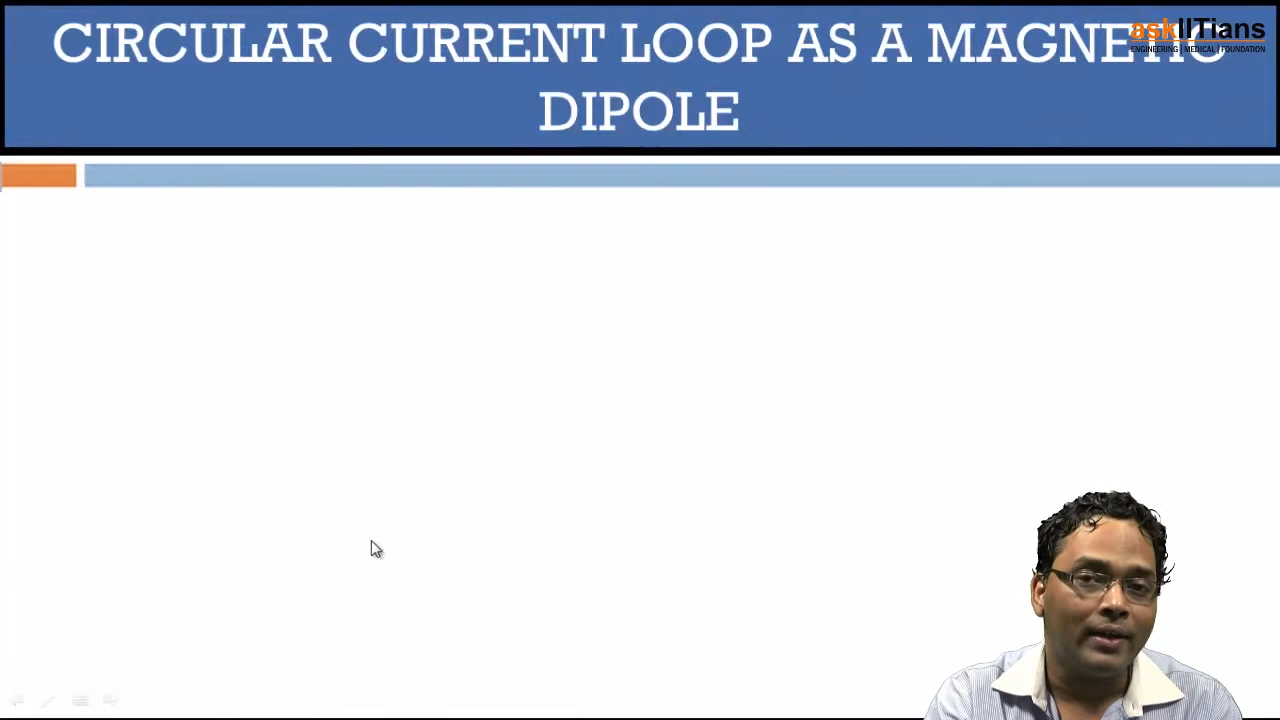 CIRCULAR CURRENT LOOP AS A MAGNETIC
DIPOLE
askIITians
ENGINEERING | MEDICAL | FOUNDATION